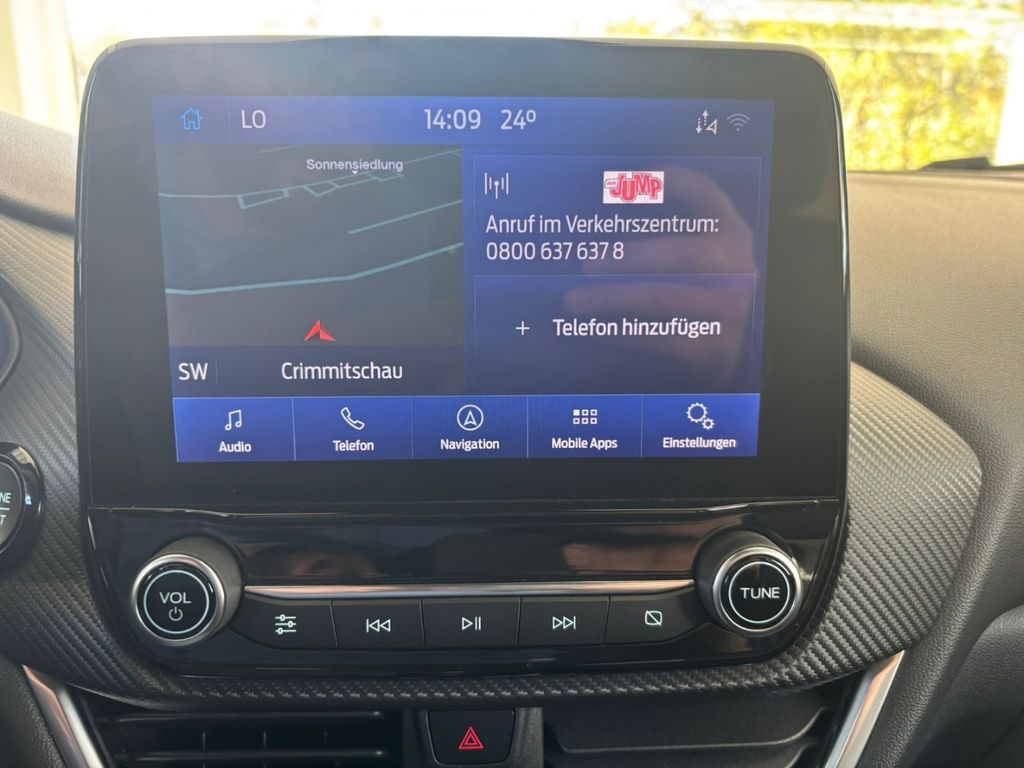 LO
14:09
24º
Sonnensiedlung
JUMP
Anruf im Verkehrszentrum:
0800 637 637 8
+ Telefon hinzufügen
SW
Crimmitschau
Audio
Telefon
Navigation
Mobile Apps
Einstellungen
VOL
TUNE